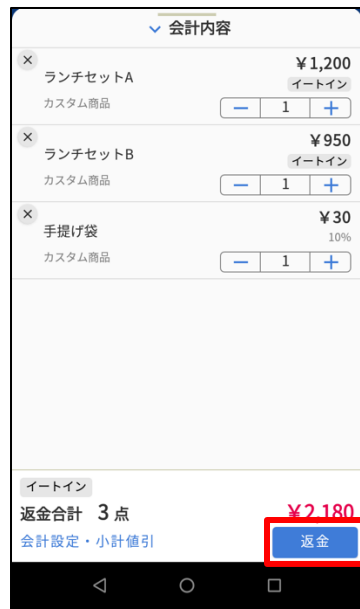 会計内容
ランチセットA
¥1,200
イートイン
カスタム商品
1
ランチセットB
¥950
イートイン
カスタム商品
1
手提げ袋
¥30
10%
カスタム商品
1
イートイン
返金合計 3 点
¥2,180
会計設定・小計値引
返金